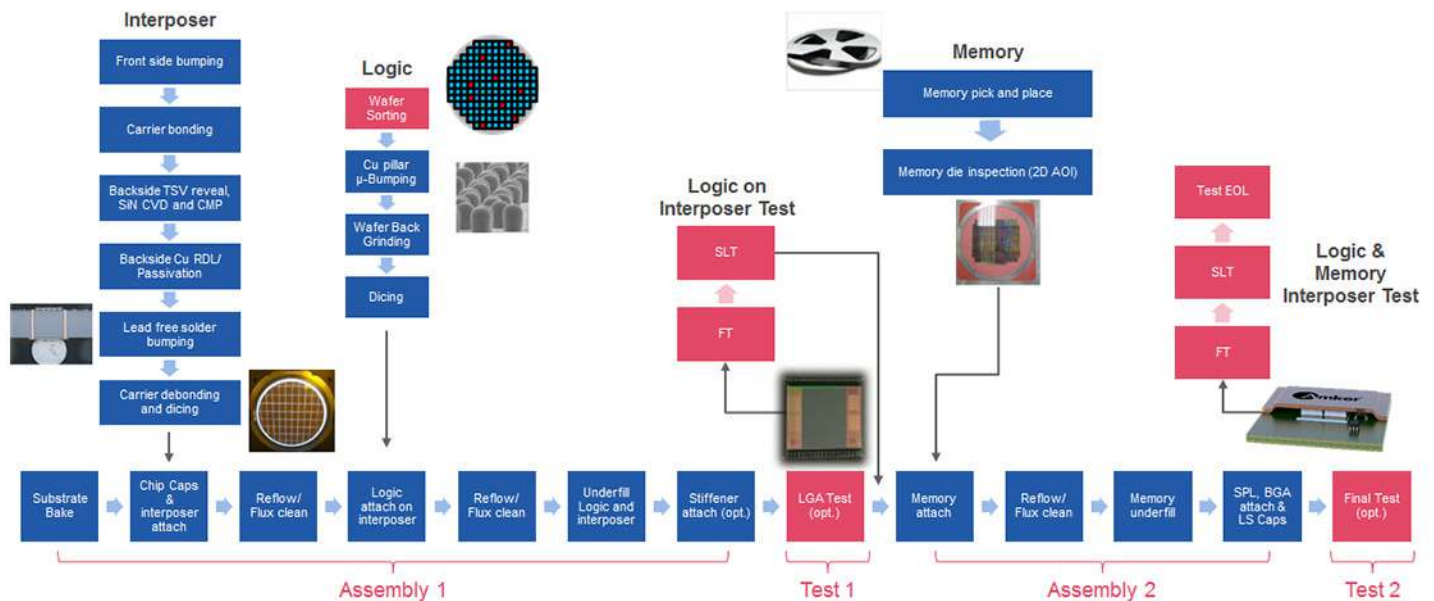 Interposer
Front side bumping
Carrier bonding
Backside TSV reveal,
SiN CVD and CMP
Backside Cu RDL/
Passivation
Lead free solder
bumping
Carrier debonding
and dicing
Logic
Wafer
Sorting
Cu pillar
μ-Bumping
Wafer Back
Grinding
Dicing
Logic on
Interposer Test
SLT
FT
Memory
Memory pick and place
Memory die inspection (2D AOI)
Test EOL
SLT
FT
Logic &
Memory
Interposer Test
Amkor
Substrate
Bake
Chip Caps
&
interposer
attach
Reflow/
Flux clean
Logic
attach on
interposer
Reflow/
Flux clean
Underfill
Logic and
interposer
Stiffener
attach (opt.)
LGA Test
(opt.)
Memory
attach
Reflow/
Flux clean
Memory
underfill
SPL, BGA
attach &
LS Caps
Final Test
(opt.)
Assembly 1
Test 1
Assembly 2
Test 2